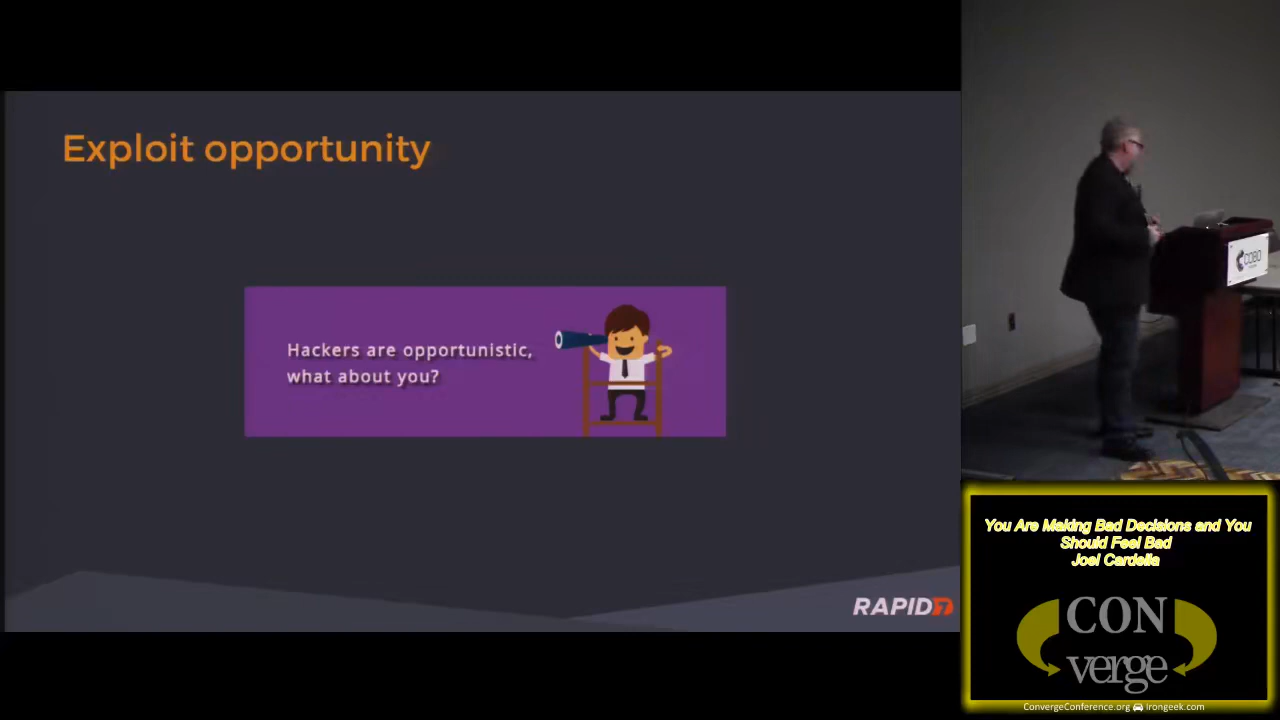 Exploit opportunity
Hackers are opportunistic,
what about you?
RAPID7
COBO
You Are Making Bad Decisions and You
Should Feel Bad
Joel Cardella
CON
verge
ConvergeConference.org irongeek.com